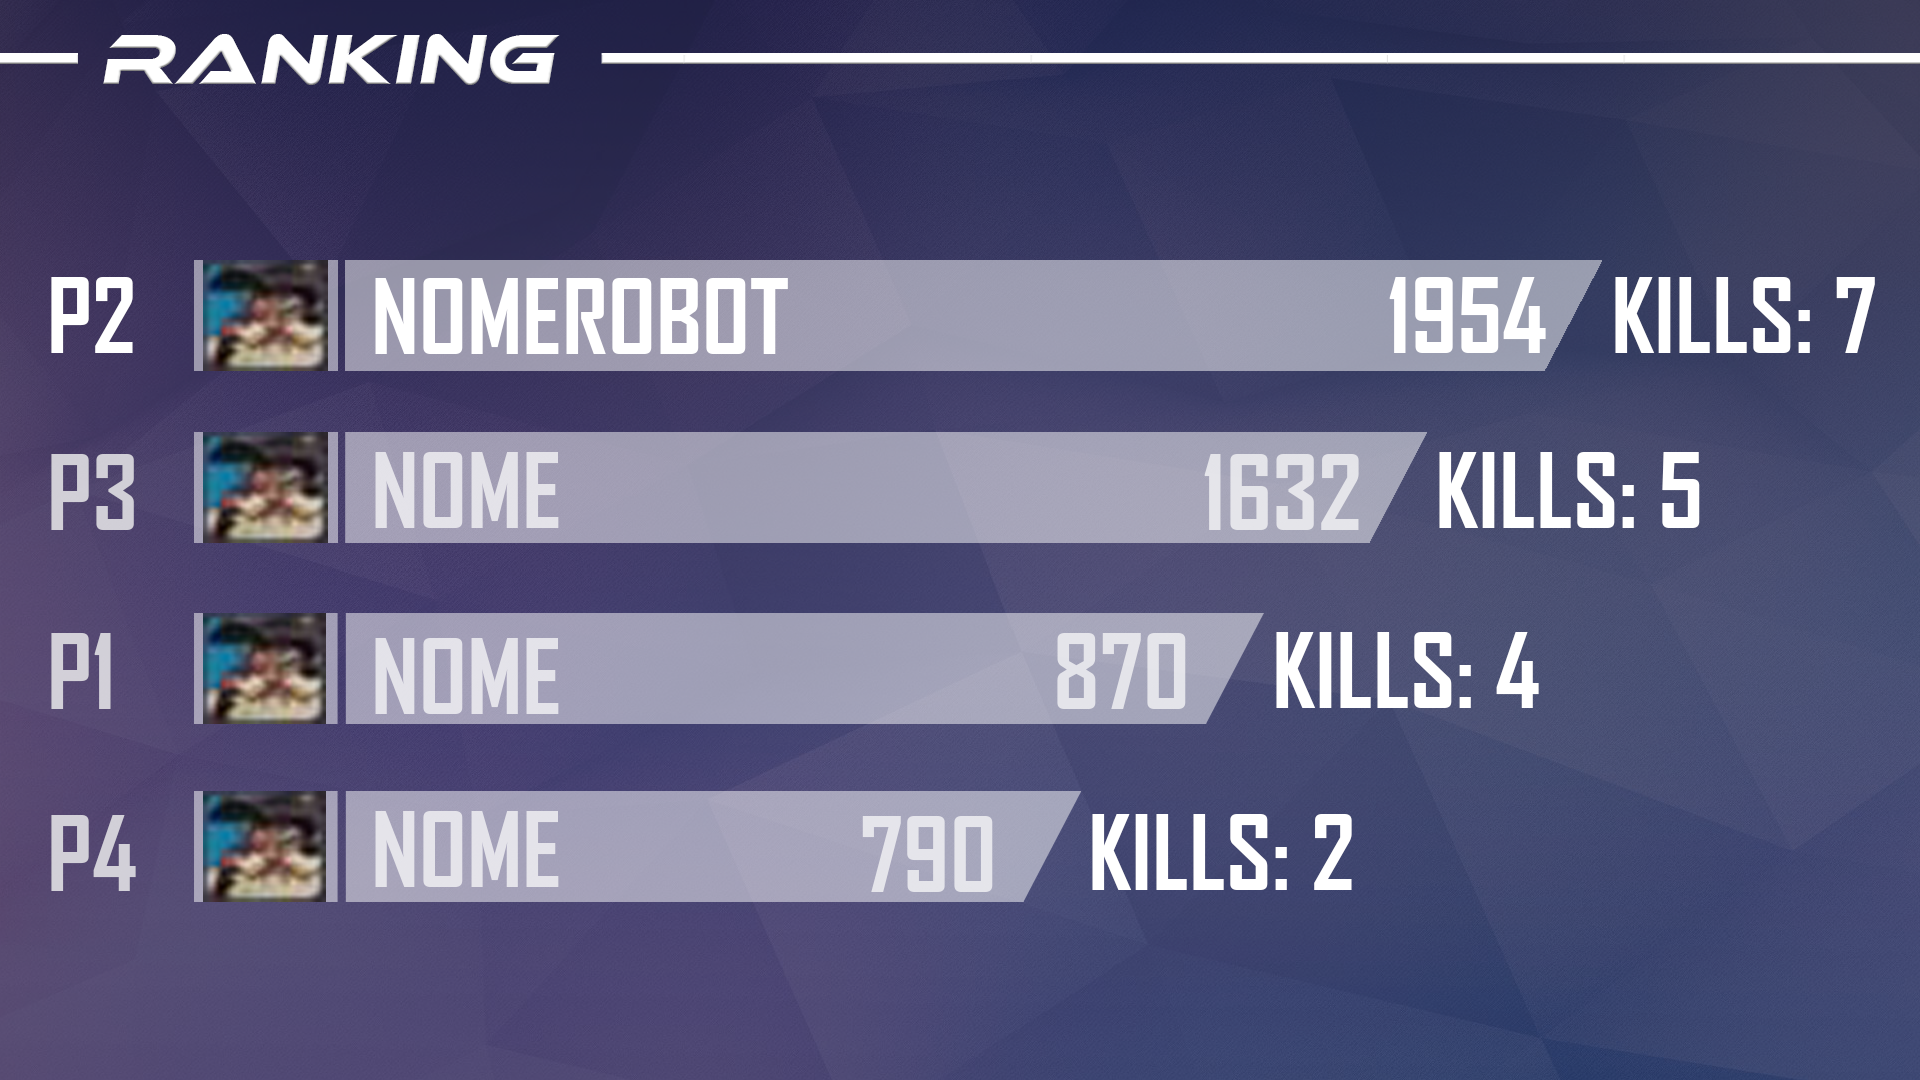 RANKING
P2 NOMEROBOT 1954 KILLS: 7
P3 NOME 1632 KILLS: 5
P1 NOME 870 KILLS: 4
P4 NOME 790 KILLS: 2